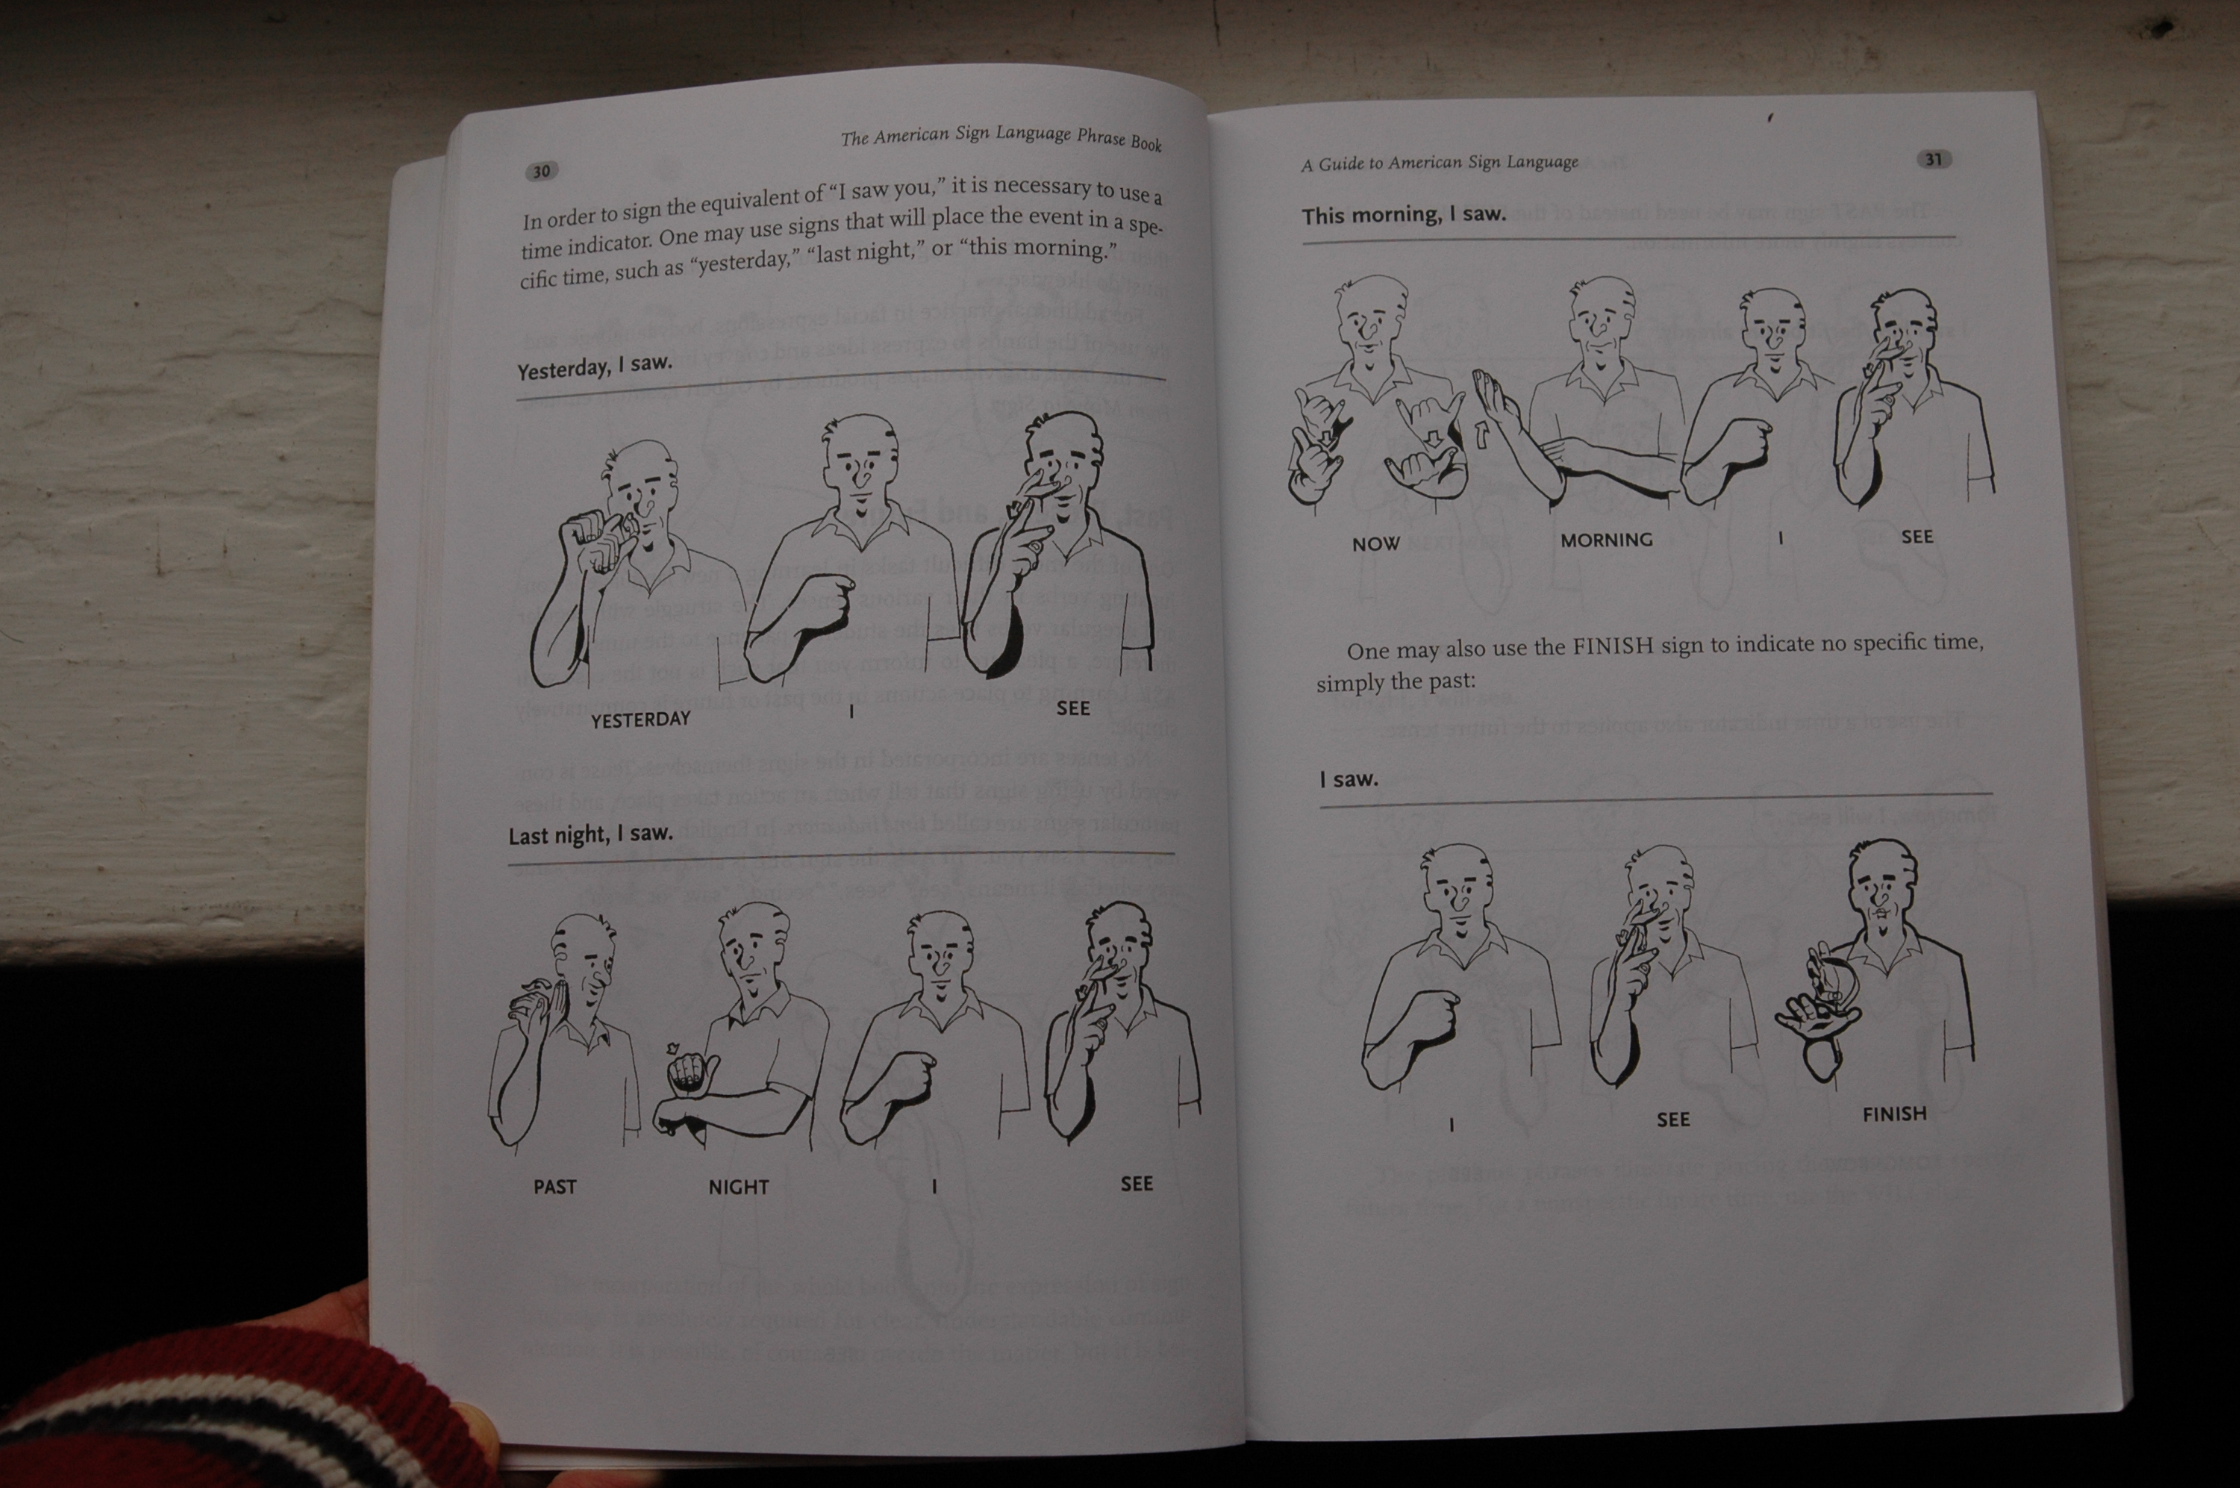 30
The American Sign Language Phrase Book
In order to sign the equivalent of “I saw you,” it is necessary to use a
time indicator. One may use signs that will place the event in a spe-
cific time, such as “yesterday,” “last night,” or “this morning.”
Yesterday, I saw.
YESTERDAY I SEE
Last night, I saw.
PAST NIGHT I SEE
A Guide to American Sign Language
31
This morning, I saw.
NOW MORNING I SEE
One may also use the FINISH sign to indicate no specific time,
simply the past:
I saw.
I SEE FINISH